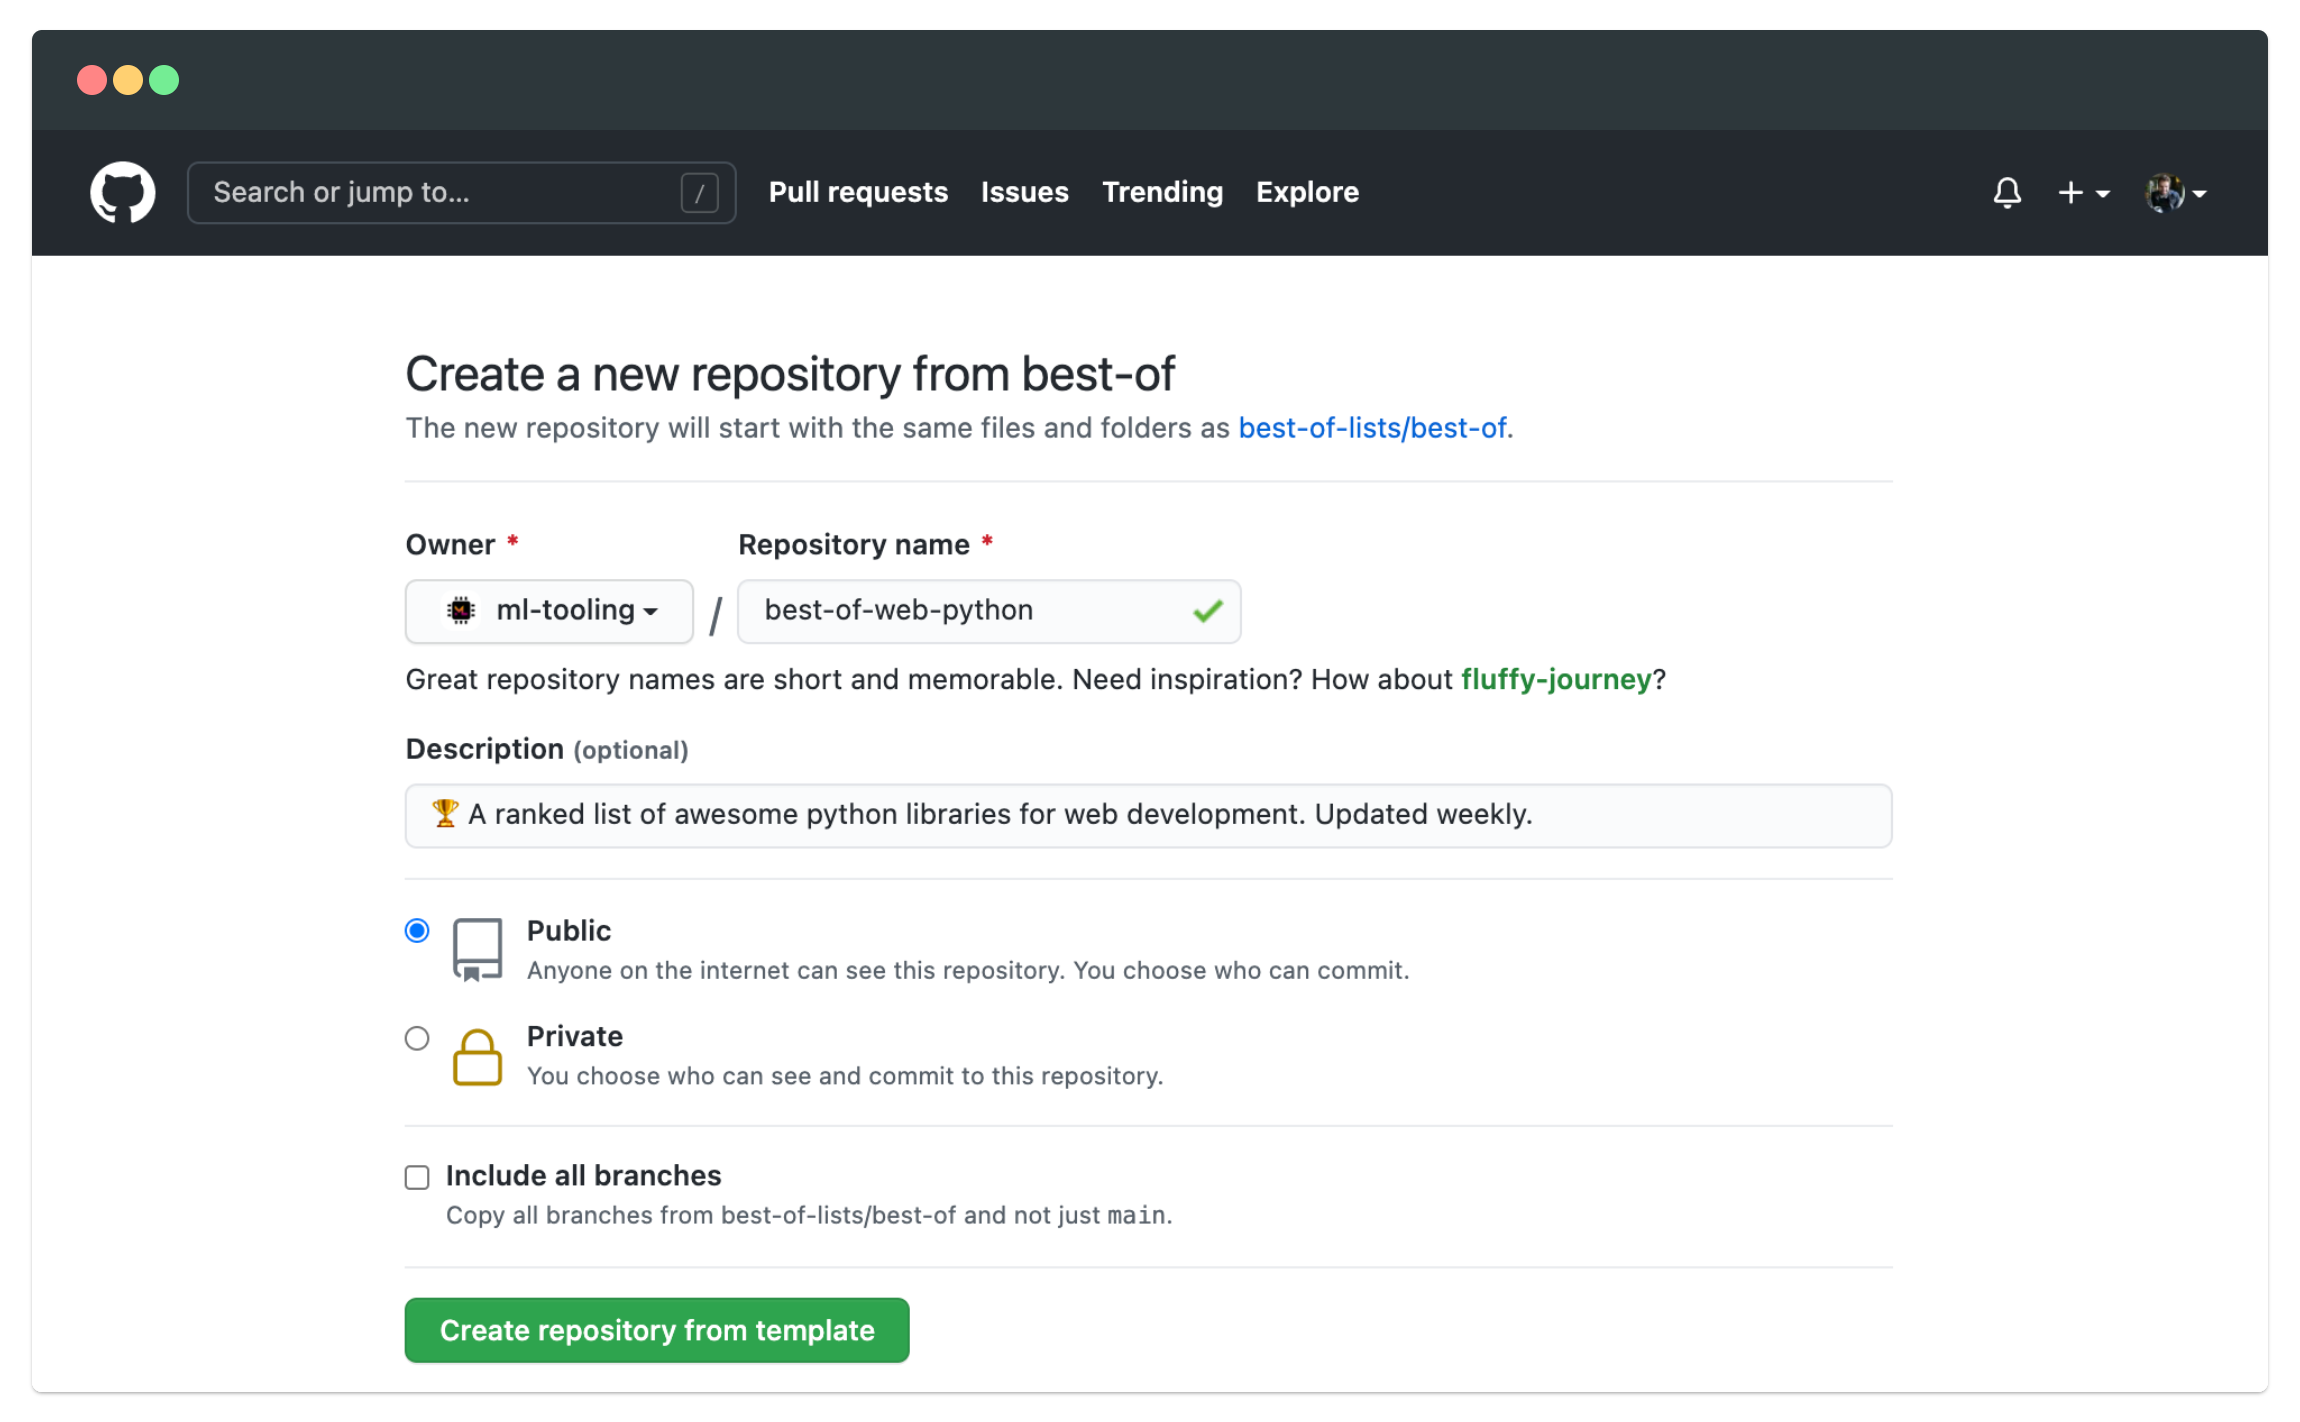 Search or jump to... /
Pull requests Issues Trending Explore
Create a new repository from best-of
The new repository will start with the same files and folders as best-of-lists/best-of.
Owner * Repository name *
ml-tooling / best-of-web-python
Great repository names are short and memorable. Need inspiration? How about fluffy-journey?
Description (optional)
🏆 A ranked list of awesome python libraries for web development. Updated weekly.
Public
Anyone on the internet can see this repository. You choose who can commit.
Private
You choose who can see and commit to this repository.
Include all branches
Copy all branches from best-of-lists/best-of and not just main.
Create repository from template